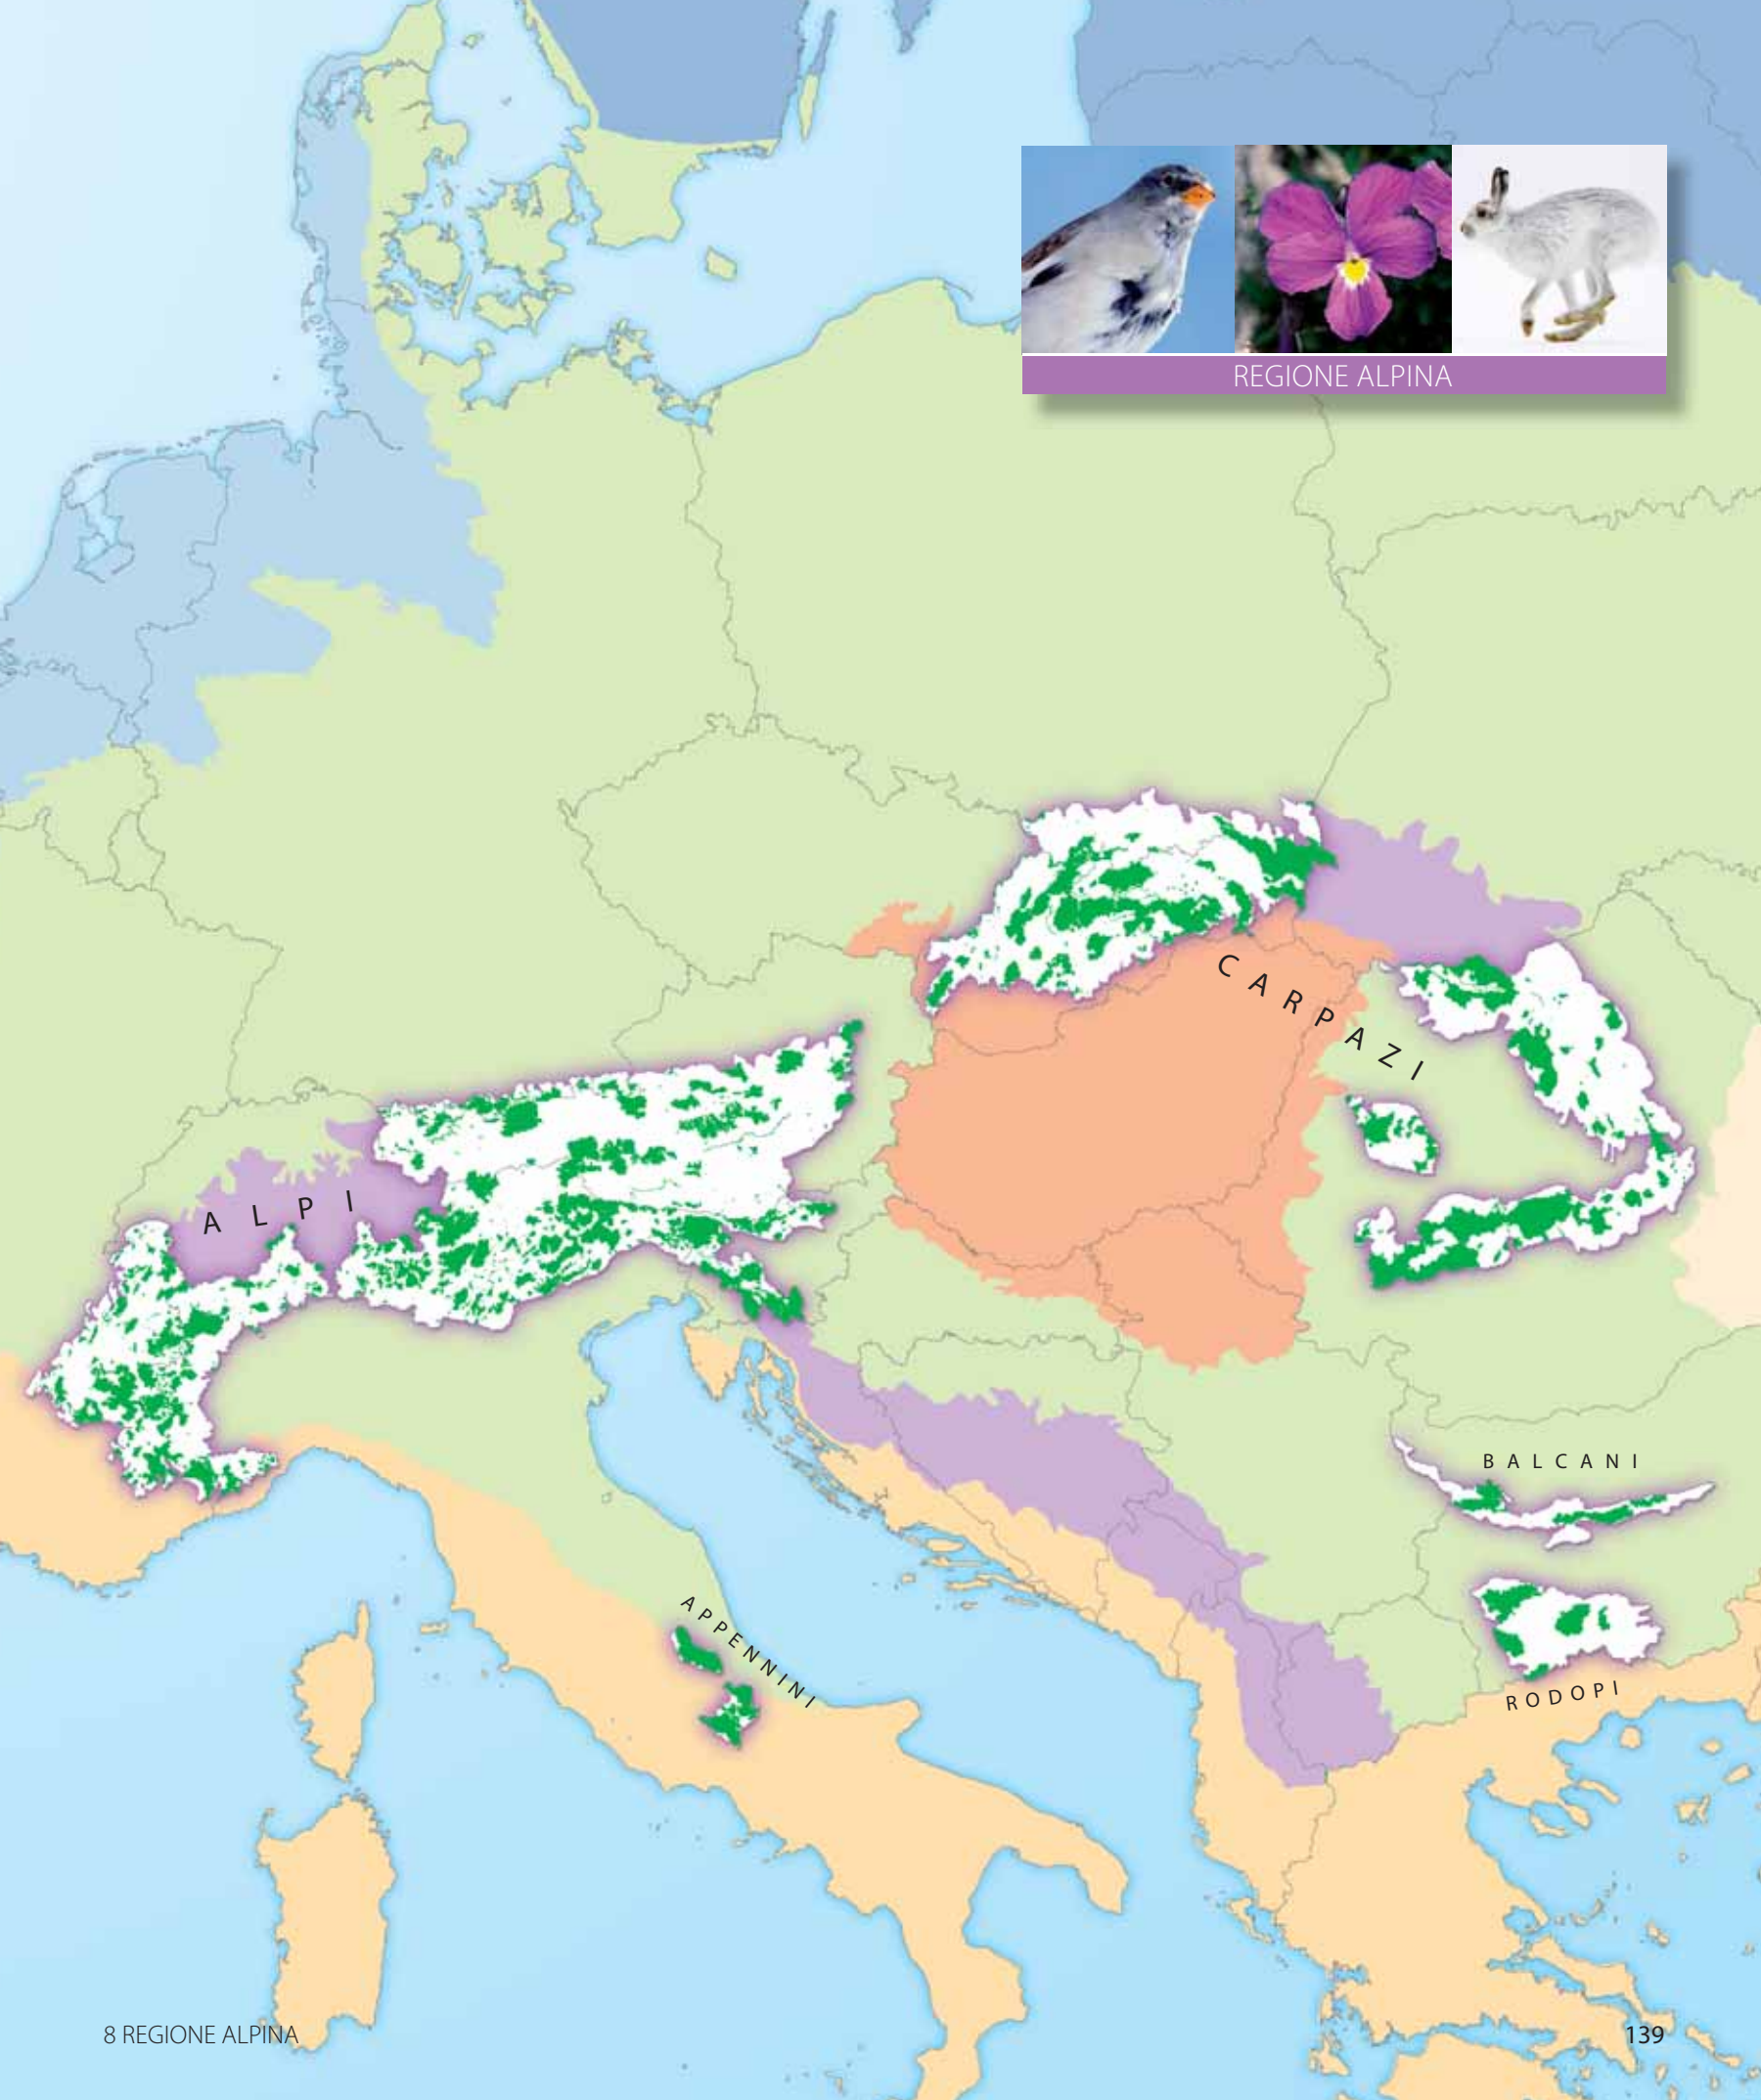 REGIONE ALPINA
CARPAZI
ALPI
BALCANI
APPENNINI
RODOPI
8 REGIONE ALPINA
139